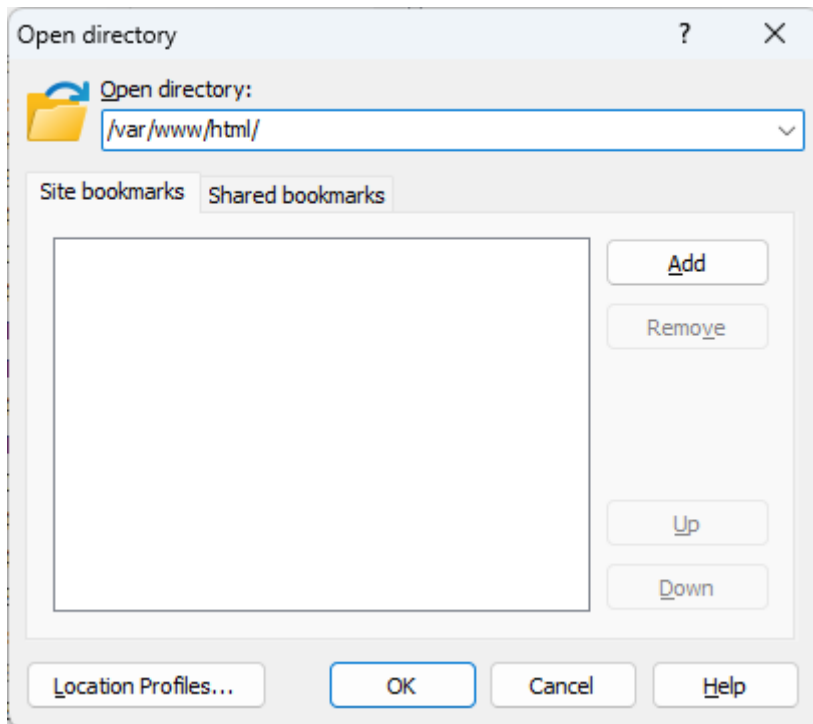 Open directory
?
Open directory:
/var/www/html/
Site bookmarks
Shared bookmarks
Add
Remove
Up
Down
Location Profiles...
OK
Cancel
Help